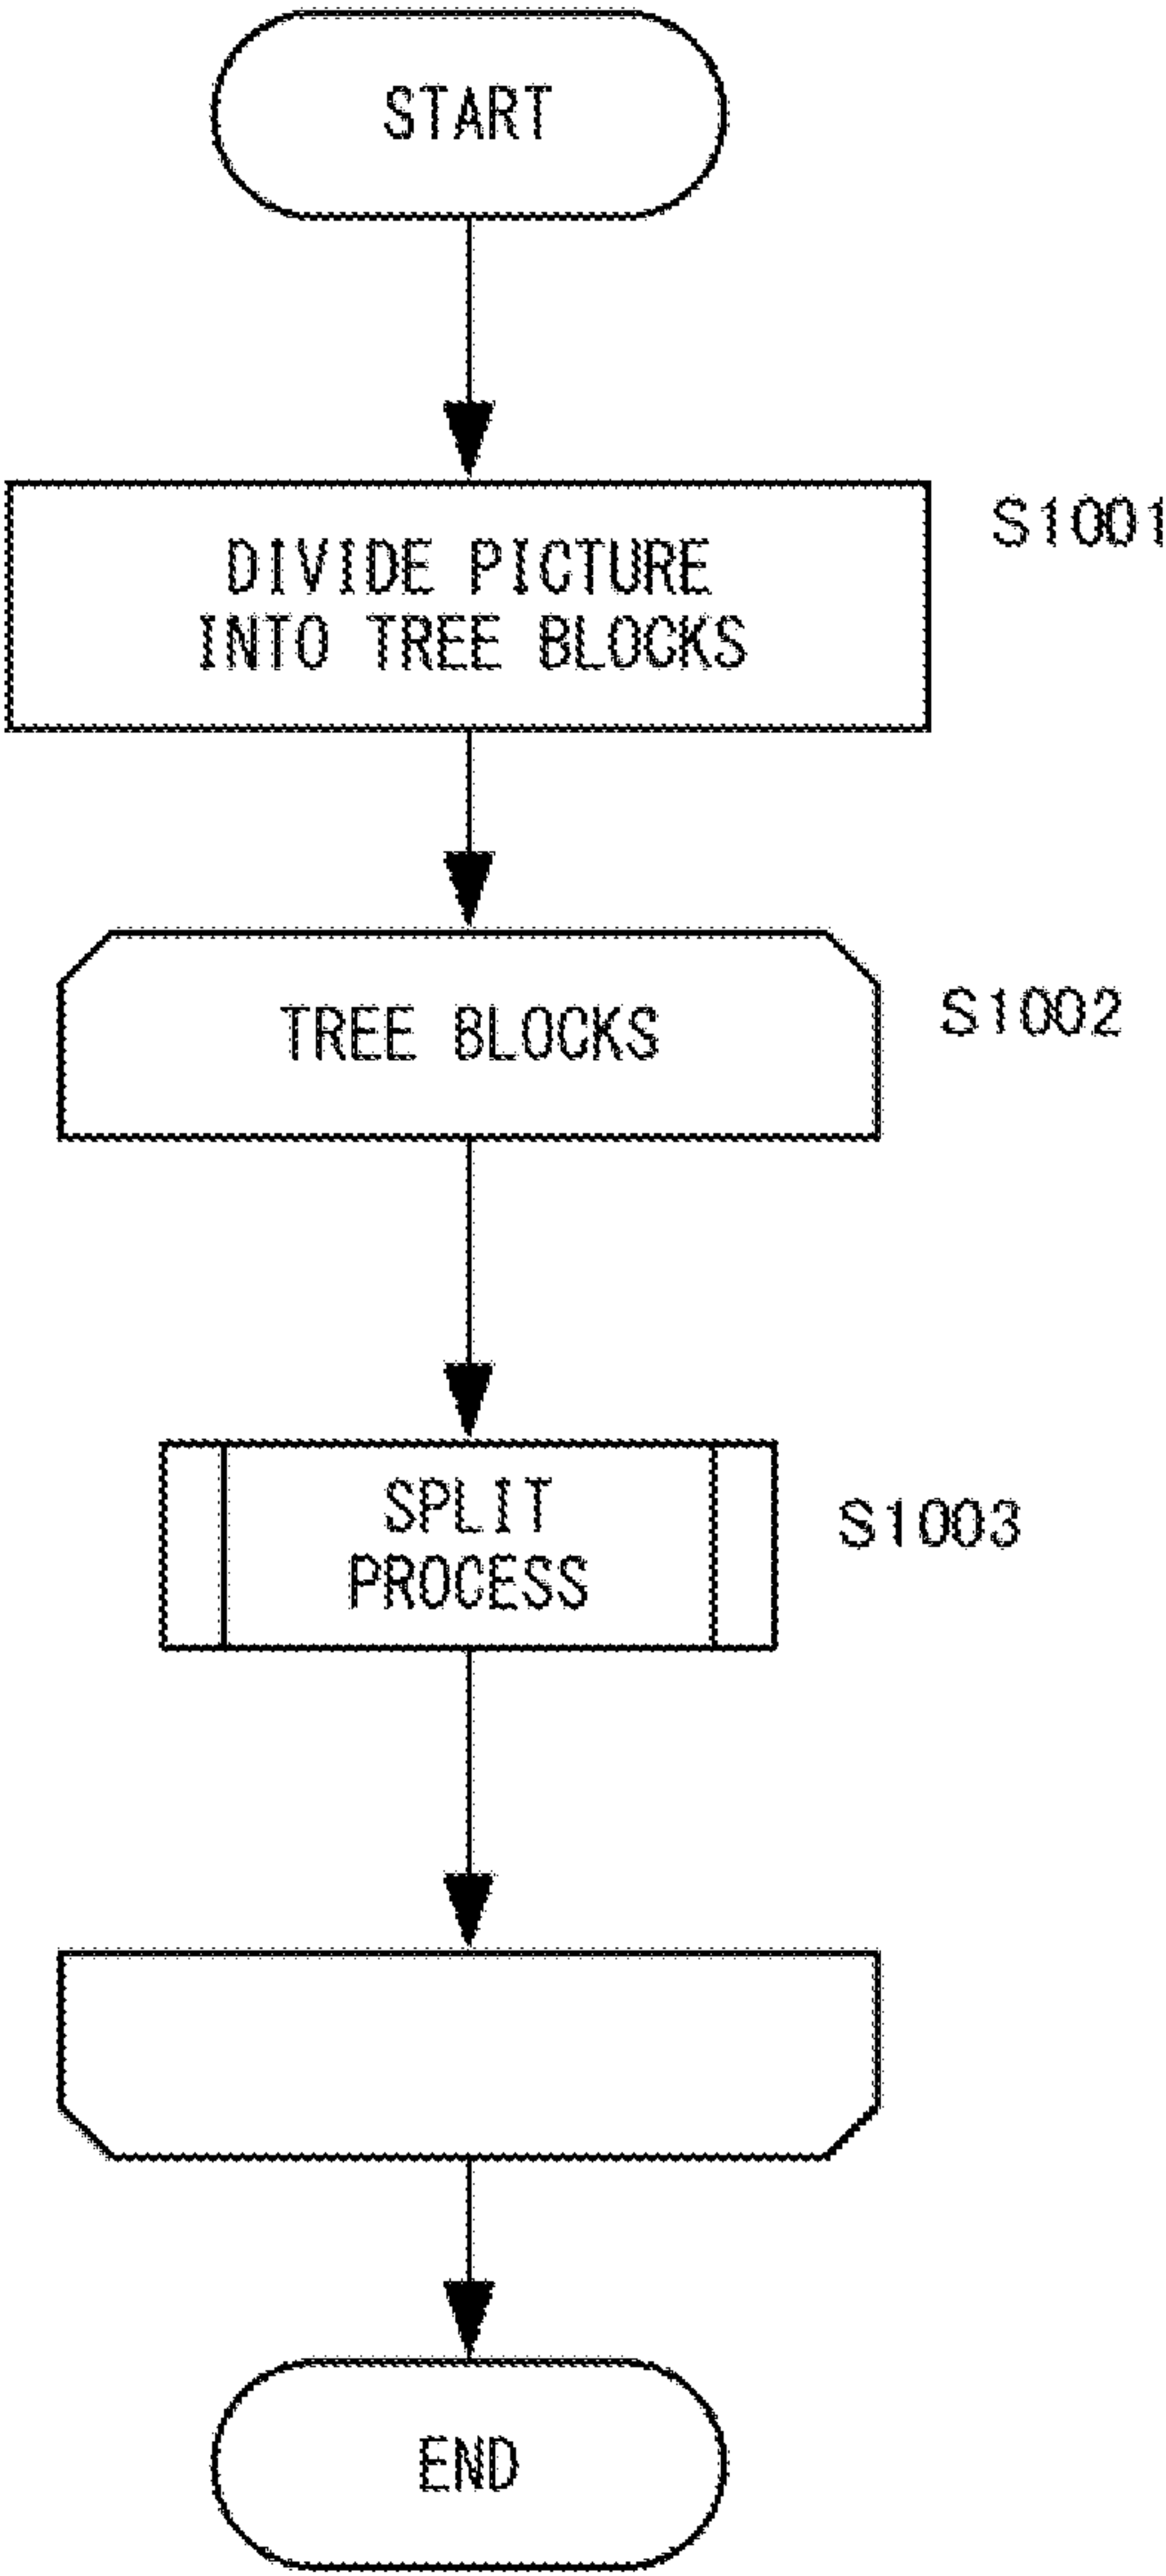 START
DIVIDE PICTURE
INTO TREE BLOCKS
S1001
TREE BLOCKS
S1002
SPLIT
PROCESS
S1003
END